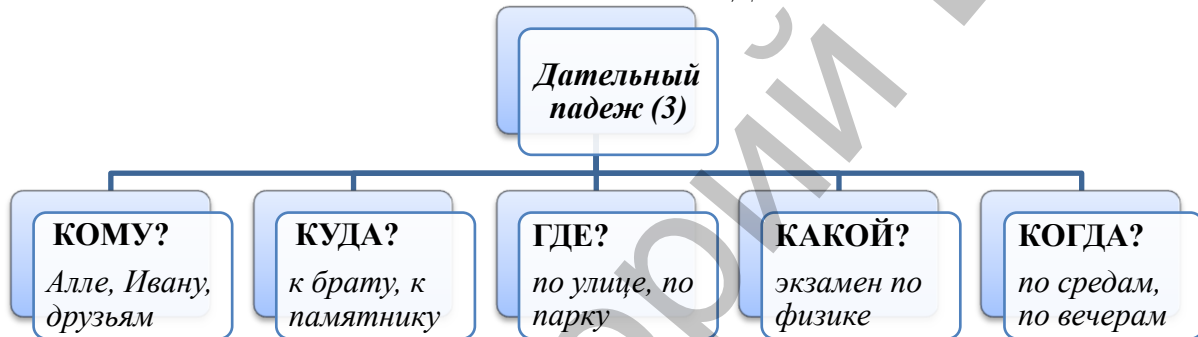 Дательный
падеж (3)
КОМУ?
Алле, Ивану,
друзьям
КУДА?
к брату, к
памятнику
ГДЕ?
по улице, по
парку
КАКОЙ?
экзамен по
физике
КОГДА?
по средам,
по вечерам